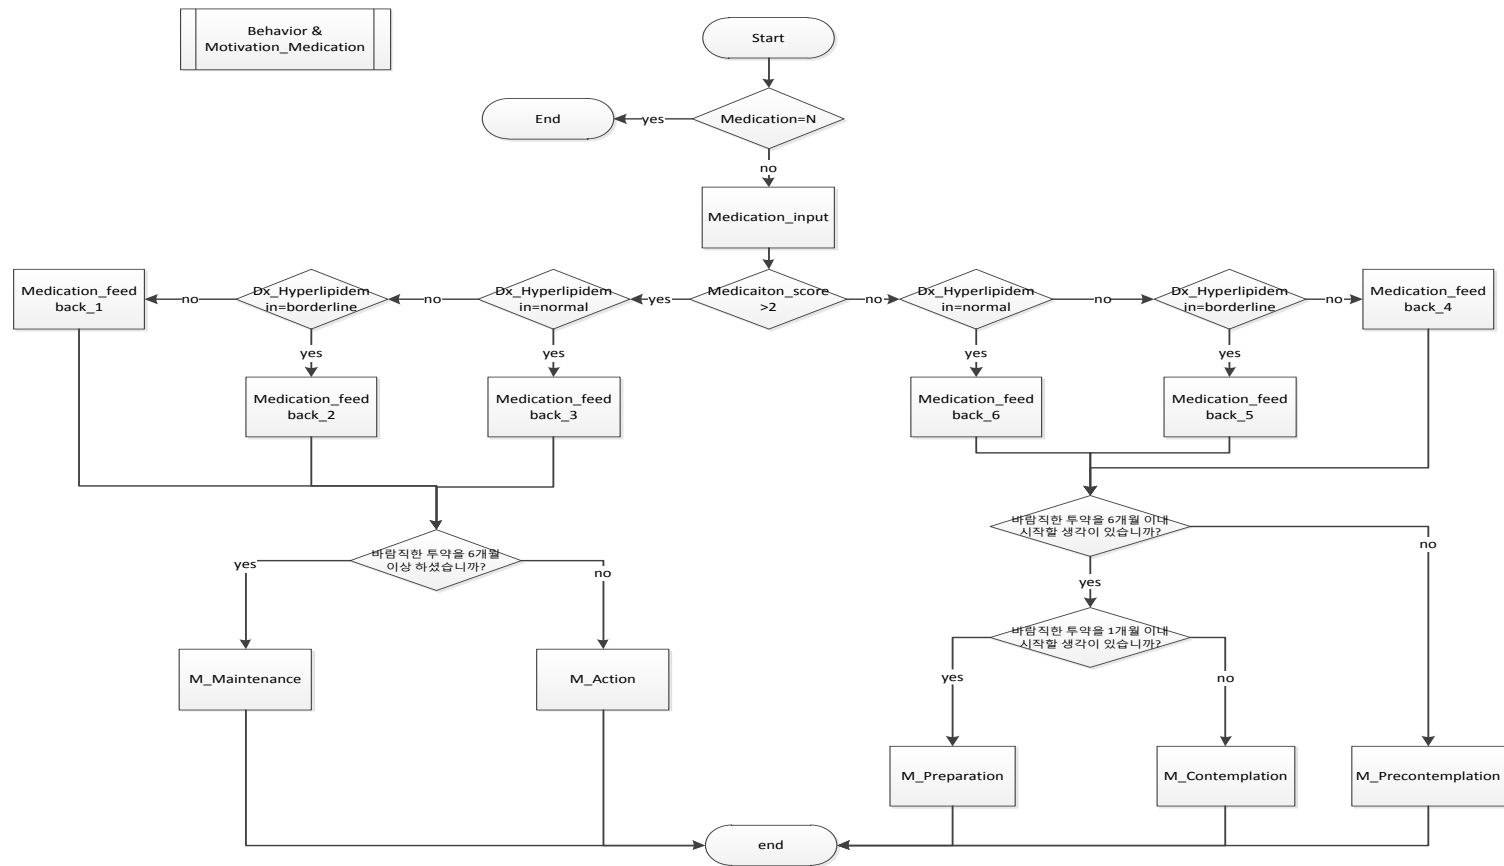 Behavior &
Motivation_Medication
Start
End
yes
Medication=N
no
Medication_input
Medication_feed
back_1
no
Dx_Hyperlipidem
in=borderline
no
Dx_Hyperlipidem
in=normal
yes
Medicaiton_score
>2
no
Dx_Hyperlipidem
in=normal
no
Dx_Hyperlipidem
in=borderline
no
Medication_feed
back_4
yes
yes
yes
yes
Medication_feed
back_2
Medication_feed
back_3
Medication_feed
back_6
Medication_feed
back_5
바람직한 투약을 6개월 이내
시작할 생각이 있습니까?
no
바람직한 투약을 6개월
이상 하셨습니까?
yes
no
yes
바람직한 투약을 1개월 이내
시작할 생각이 있습니까?
yes
no
M_Maintenance
M_Action
M_Preparation
M_Contemplation
M_Precontemplation
end